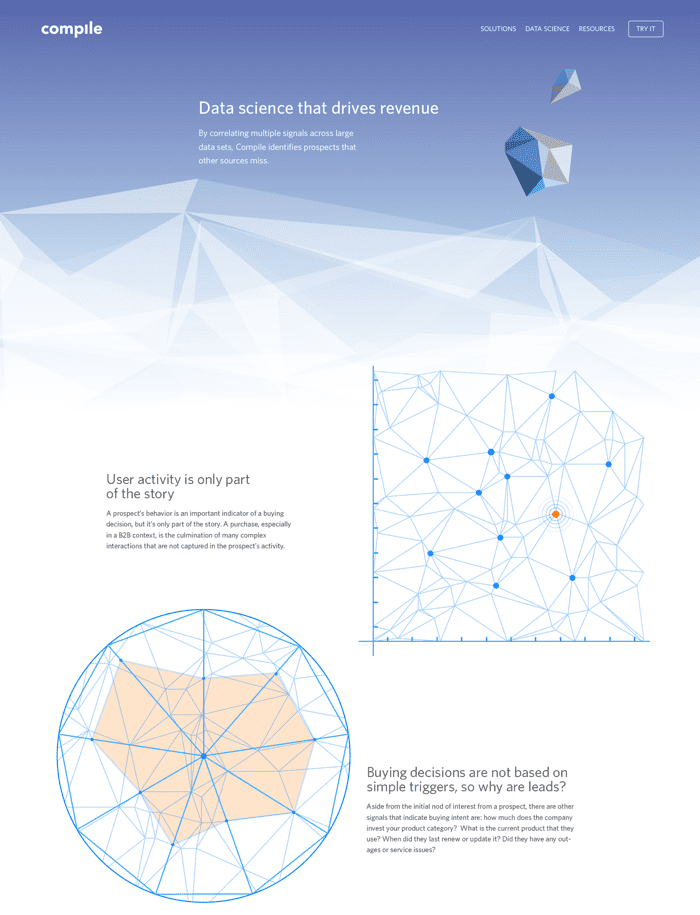 compile
SOLUTIONS DATA SCIENCE RESOURCES TRY IT
Data science that drives revenue
By correlating multiple signals across large
data sets, Compile identifies prospects that
other sources miss.
User activity is only part
of the story
A prospect's behavior is an important indicator of a buying
decision, but it's only part of the story. A purchase, especially
in a B2B context, is the culmination of many complex
interactions that are not captured in the prospect's activity.
Buying decisions are not based on
simple triggers, so why are leads?
Aside from the initial nod of interest from a prospect, there are other
signals that indicate buying intent are: how much does the company
invest your product category? What is the current product that they
use? When did they last renew or update it? Did they have any out-
ages or service issues?